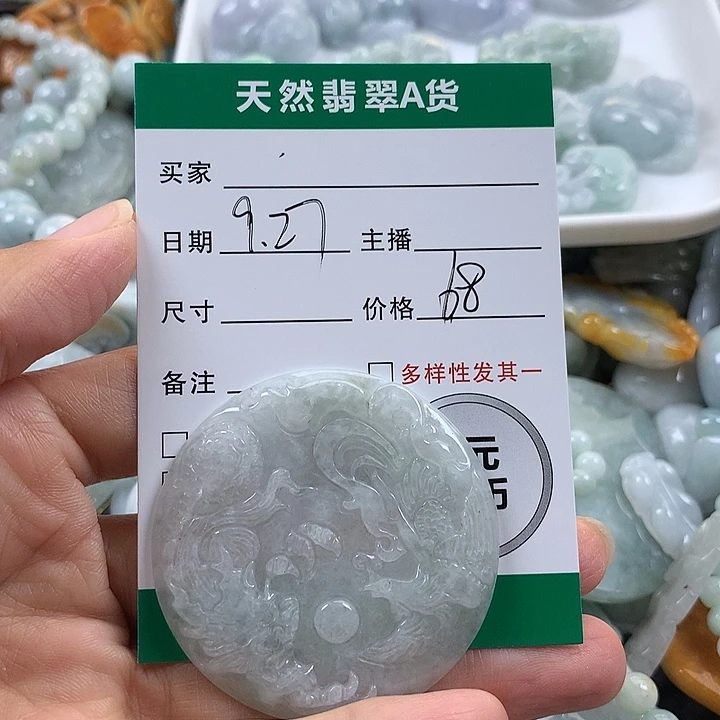 天然翡翠A货
买家
日期 9.27 主播
尺寸 价格 68
备注
多样性发其一
元